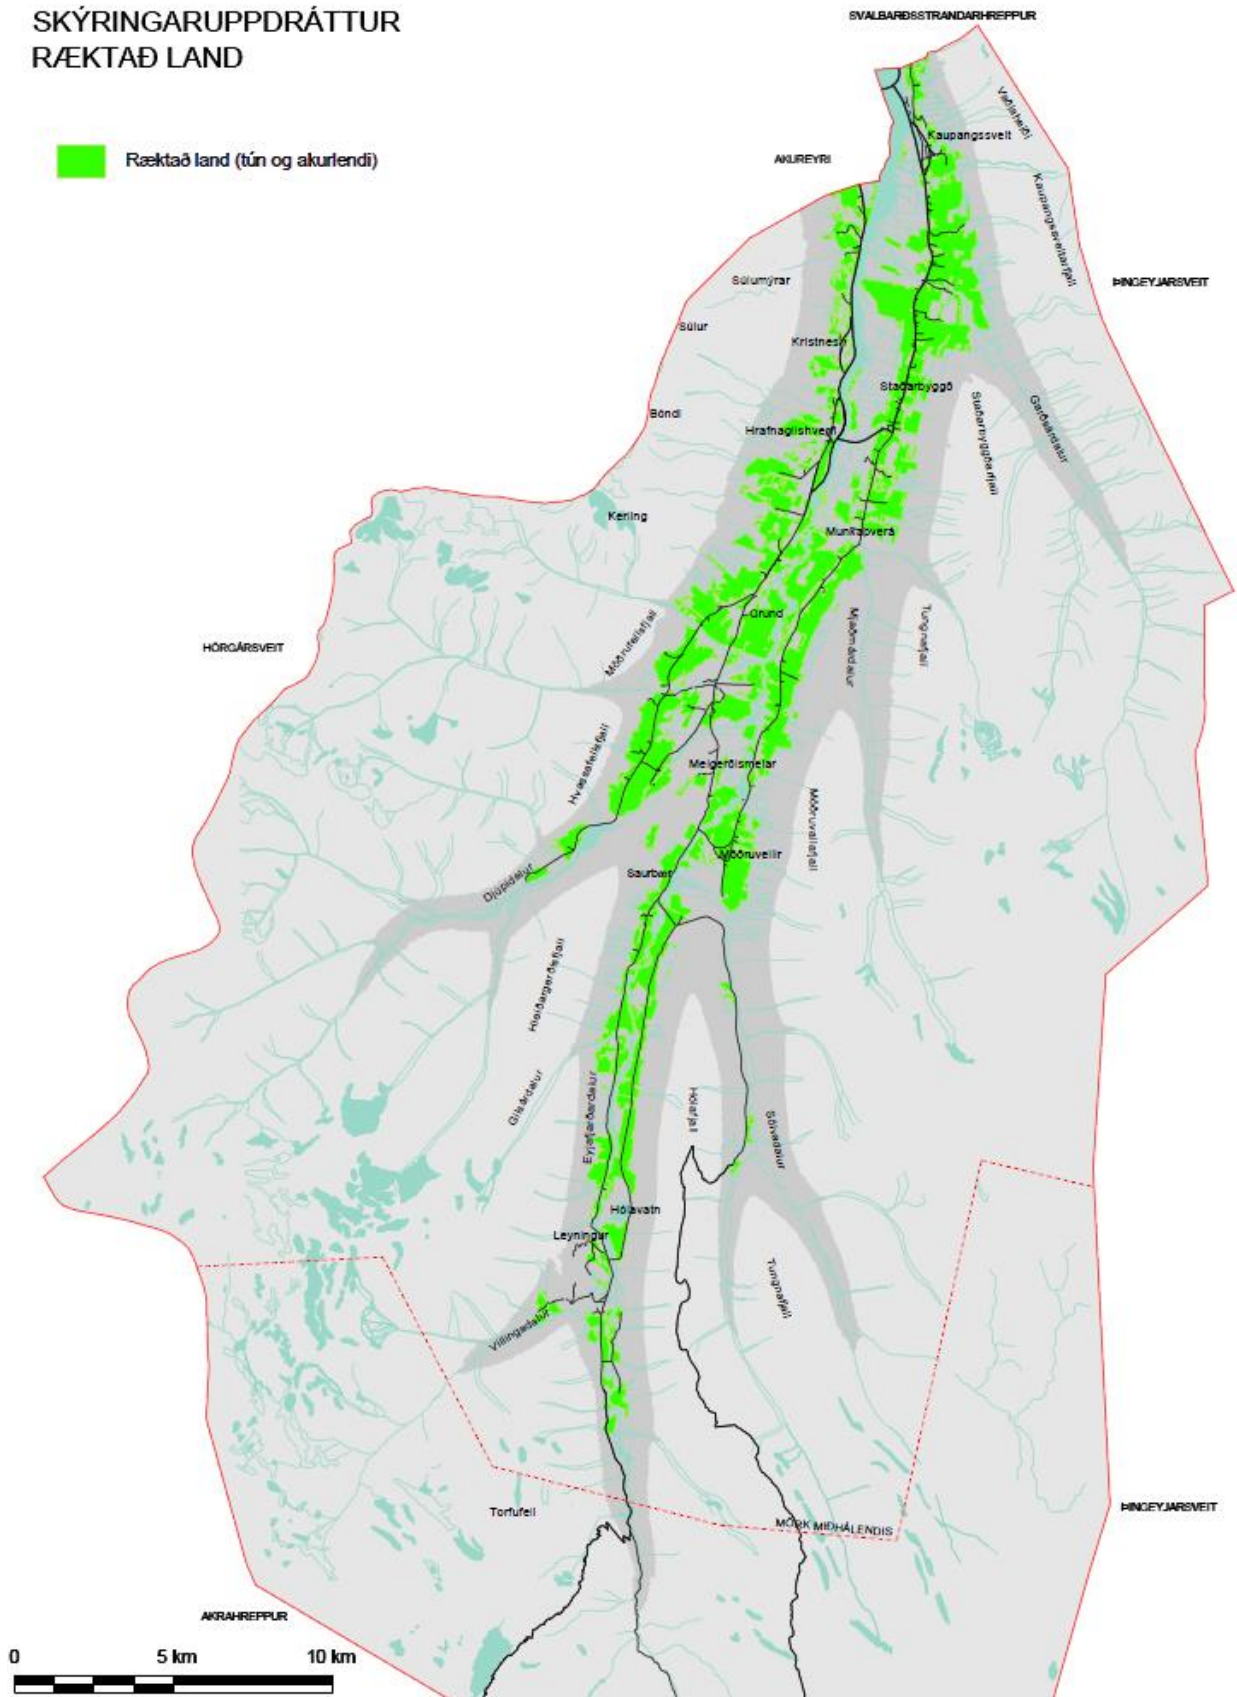 SKÝRINGARUPPDRÁTTUR
RÆKTAÐ LAND
Ræktað land (tún og akurlendi)
SVALBARÐSSTRANDARHREPPUR
Vaðlaheiði
Kaupangssveit
AKUREYRI
Kaupangssveitarfjall
ÞINGEYJARSVEIT
Súlumýrar
Súlur
Kristnes
Staðarbyggð
Staðarbyggðarfjall
Garðsárdalur
Bóndi
Hrafnagilshverfi
Kerling
Munkaþverá
Grund
Möðrufellsfjall
Mjaðmárdalur
Tungnafjall
HÖRGÁRSVEIT
Hvassafellsfjall
Melgerðismelar
Möðruvallafjall
Möðruvellir
Saurbær
Djúpidalur
Hleiðargerðisfjall
Gilsárdalur
Eyjafjarðardalur
Hólafjall
Sölvadalur
Hólavatn
Leyningur
Tungnafjall
Villingadalur
Torfufell
MÖRK MIÐHÁLENDIS
ÞINGEYJARSVEIT
AKRAHREPPUR
0 5 km 10 km